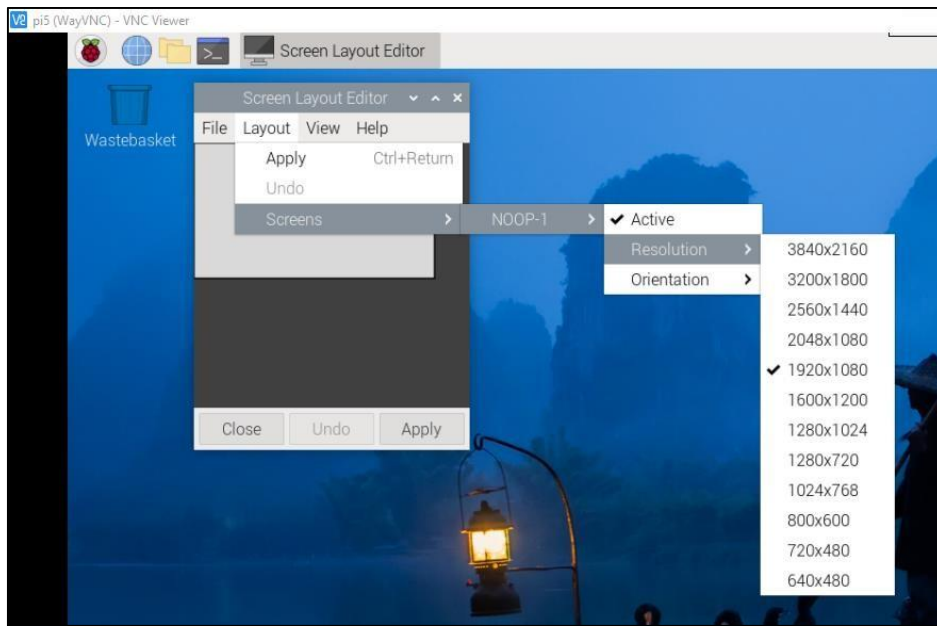 V2 pi5 (WayVNC) - VNC Viewer
>_ Screen Layout Editor
Wastebasket
Screen Layout Editor
File Layout View Help
Apply Ctrl+Return
Undo
Screens NOOP-1 Active
Resolution
Orientation
3840x2160
3200x1800
2560x1440
2048x1080
1920x1080
1600x1200
1280x1024
1280x720
1024x768
800x600
720x480
640x480
Close Undo Apply